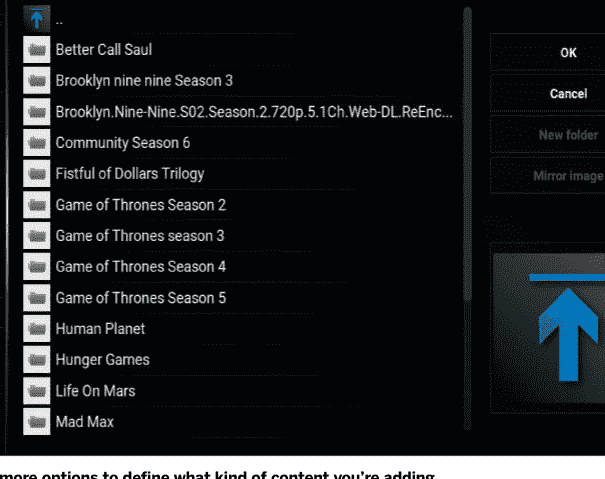 ..
Better Call Saul
Brooklyn nine nine Season 3
Brooklyn.Nine-Nine.S02.Season.2.720p.5.1Ch.Web-DL.ReEnc...
Community Season 6
Fistful of Dollars Trilogy
Game of Thrones Season 2
Game of Thrones season 3
Game of Thrones Season 4
Game of Thrones Season 5
Human Planet
Hunger Games
Life On Mars
Mad Max
OK
Cancel
New folder
Mirror image
more options to define what kind of content you're adding